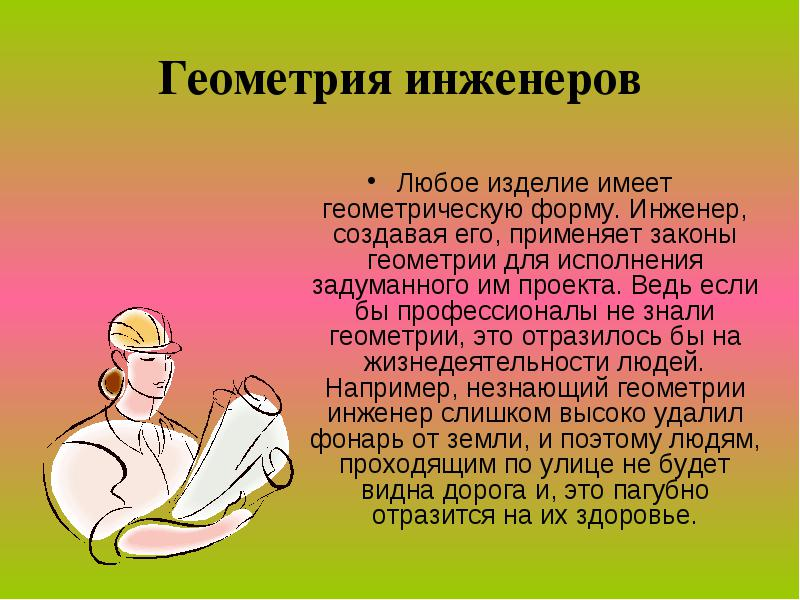 Геометрия инженеров
• Любое изделие имеет
геометрическую форму. Инженер,
создавая его, применяет законы
геометрии для исполнения
задуманного им проекта. Ведь если
бы профессионалы не знали
геометрии, это отразилось бы на
жизнедеятельности людей.
Например, незнающий геометрии
инженер слишком высоко удалил
фонарь от земли, и поэтому людям,
проходящим по улице не будет
видна дорога и, это пагубно
отразится на их здоровье.